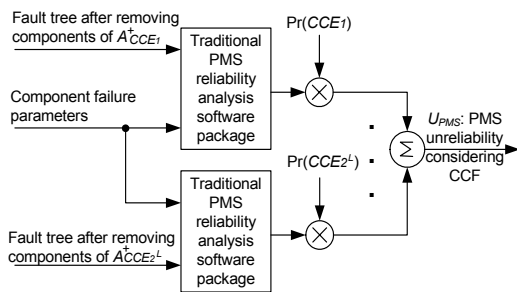 Fault tree after removing
components of A⁺CCE₁
Component failure
parameters
Traditional
PMS
reliability
analysis
software
package
Pr(CCE₁)
×
Σ
U_PMS: PMS
unreliability
considering
CCF
Traditional
PMS
reliability
analysis
software
package
Pr(CCE₂ᴸ)
×
Fault tree after removing
components of A⁺CCE₂ᴸ